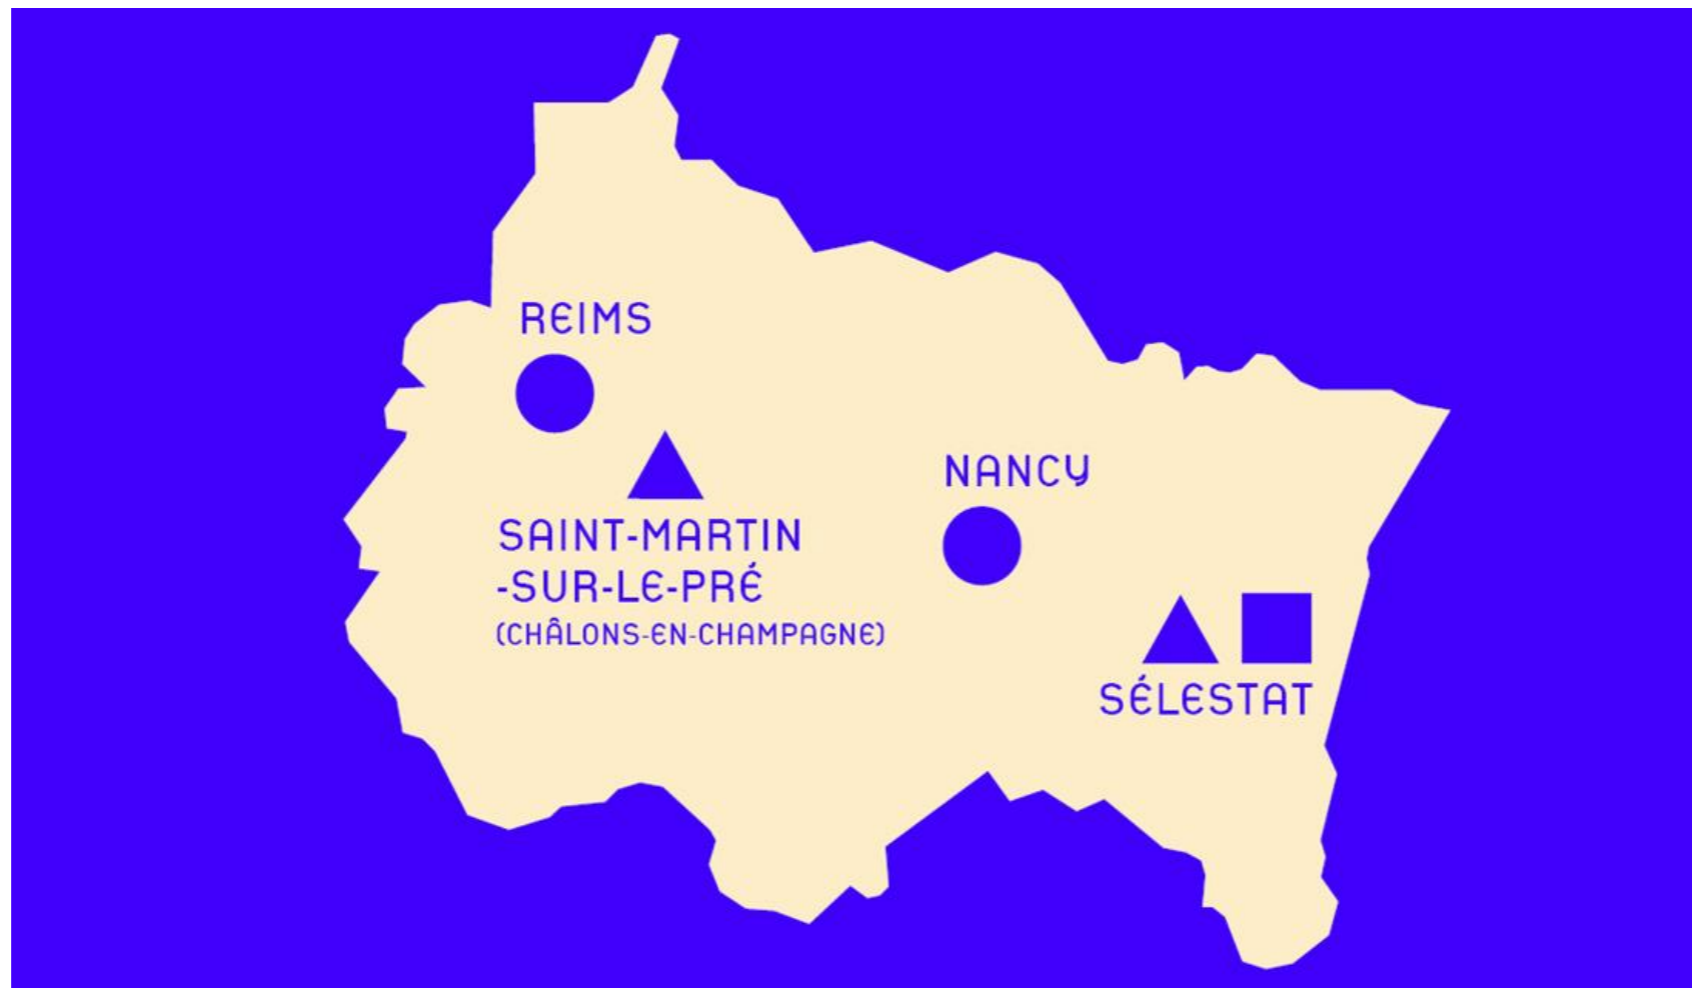 REIMS
NANCY
SAINT-MARTIN
-SUR-LE-PRÉ
(CHÂLONS-EN-CHAMPAGNE)
SÉLESTAT